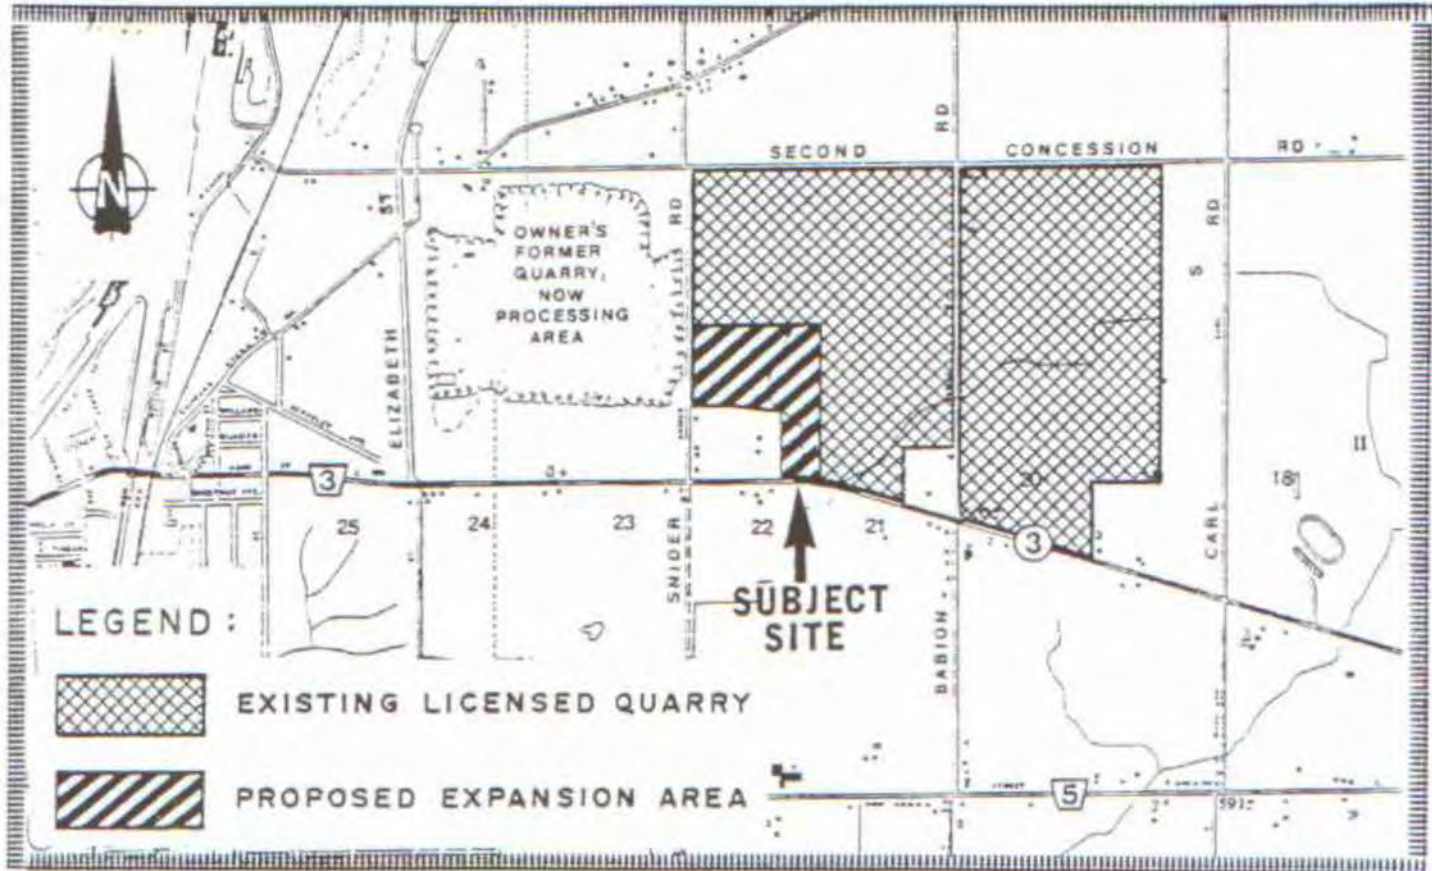 SECOND
RD
CONCESSION
RD
N
ST
OWNER'S
FORMER
QUARRY,
NOW
PROCESSING
AREA
RD
S
RD
ELIZABETH
3
25
24
23
22
21
20
18
II
3
SNIDER
CARL
BABION
SUBJECT
SITE
LEGEND:
EXISTING LICENSED QUARRY
PROPOSED EXPANSION AREA
STREET
5